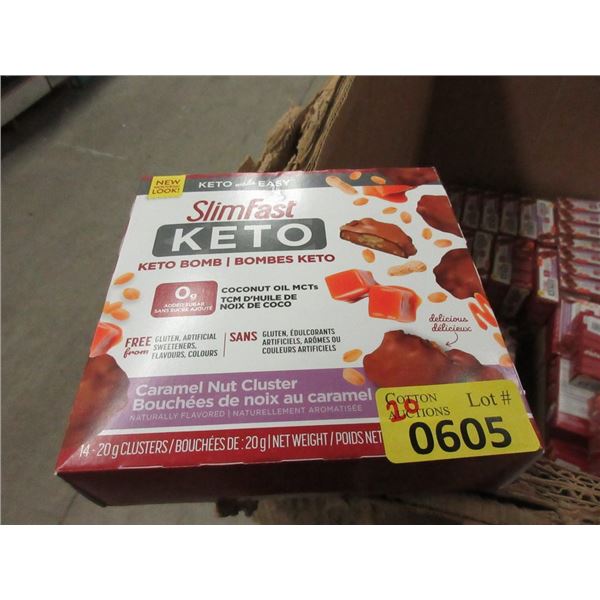 NEW
LOOK!
KETO made EASY
SlimFast
KETO
KETO BOMB | BOMBES KETO
0g
ADDED SUGAR
SANS SUCRE AJOUTÉ
COCONUT OIL MCTs
TCM D'HUILE DE
NOIX DE COCO
FREE from
GLUTEN, ARTIFICIAL
SWEETENERS,
FLAVOURS, COLOURS
SANS
GLUTEN, ÉDULCORANTS
ARTIFICIELS, ARÔMES OU
COULEURS ARTIFICIELS
delicious
délicieux
Caramel Nut Cluster
Bouchées de noix au caramel
NATURALLY FLAVORED | NATURELLEMENT AROMATISÉE
14 - 20 g CLUSTERS / BOUCHÉES DE : 20 g | NET WEIGHT / POIDS NET
COTTON
AUCTIONS
Lot #
20
0605